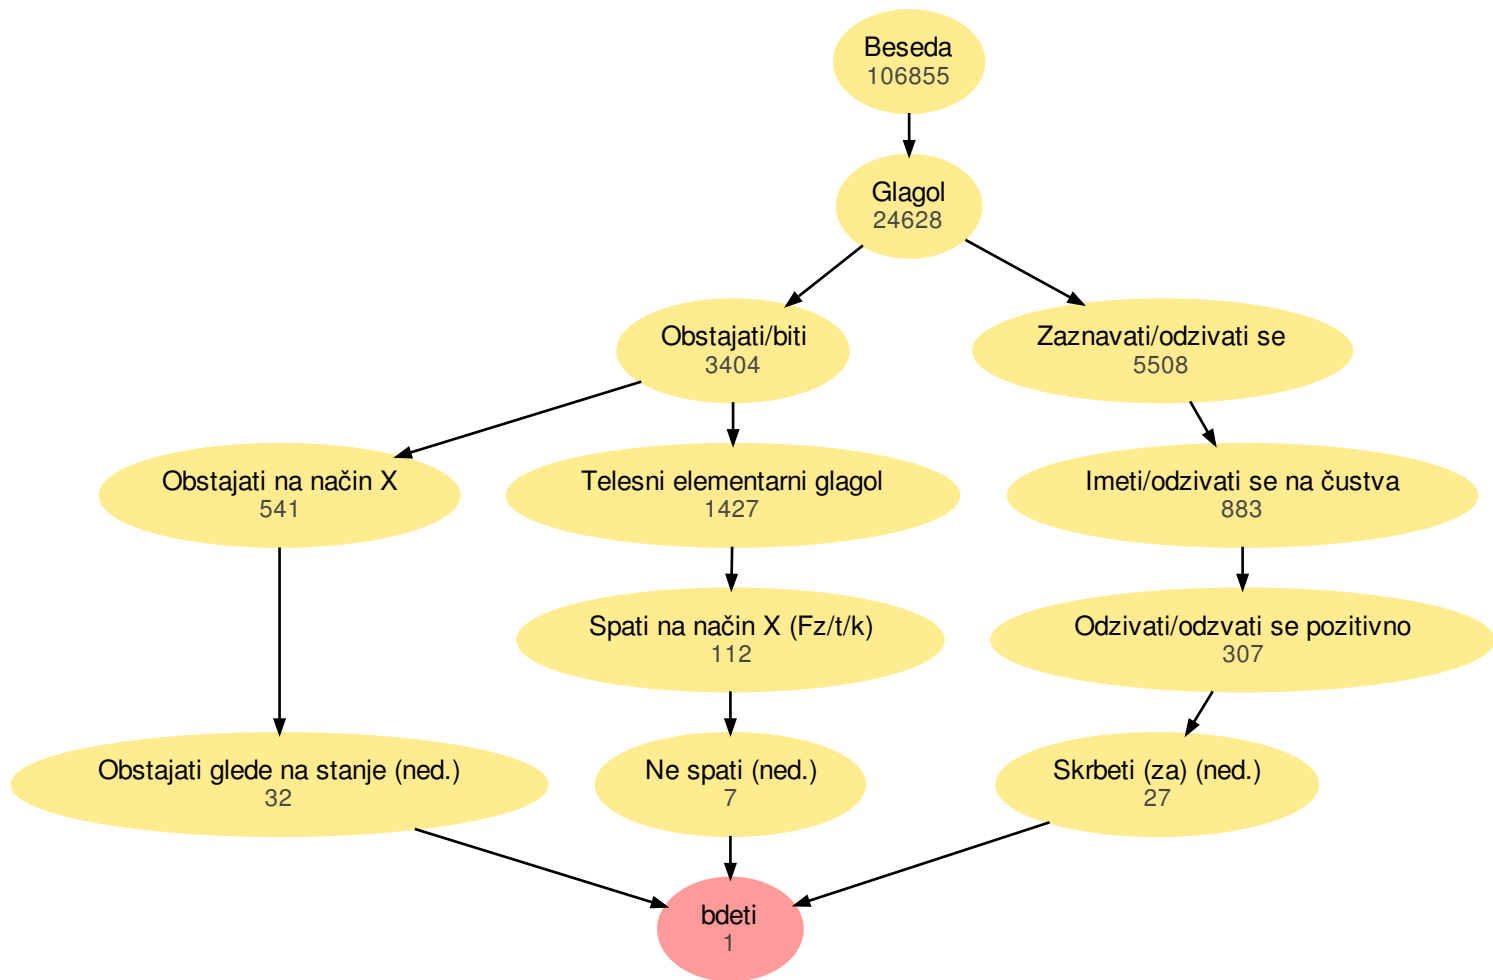 Beseda
106855
Glagol
24628
Obstajati/biti
3404
Zaznavati/odzivati se
5508
Obstajati na način X
541
Telesni elementarni glagol
1427
Imeti/odzivati se na čustva
883
Spati na način X (Fz/t/k)
112
Odzivati/odzvati se pozitivno
307
Obstajati glede na stanje (ned.)
32
Ne spati (ned.)
7
Skrbeti (za) (ned.)
27
bdeti
1